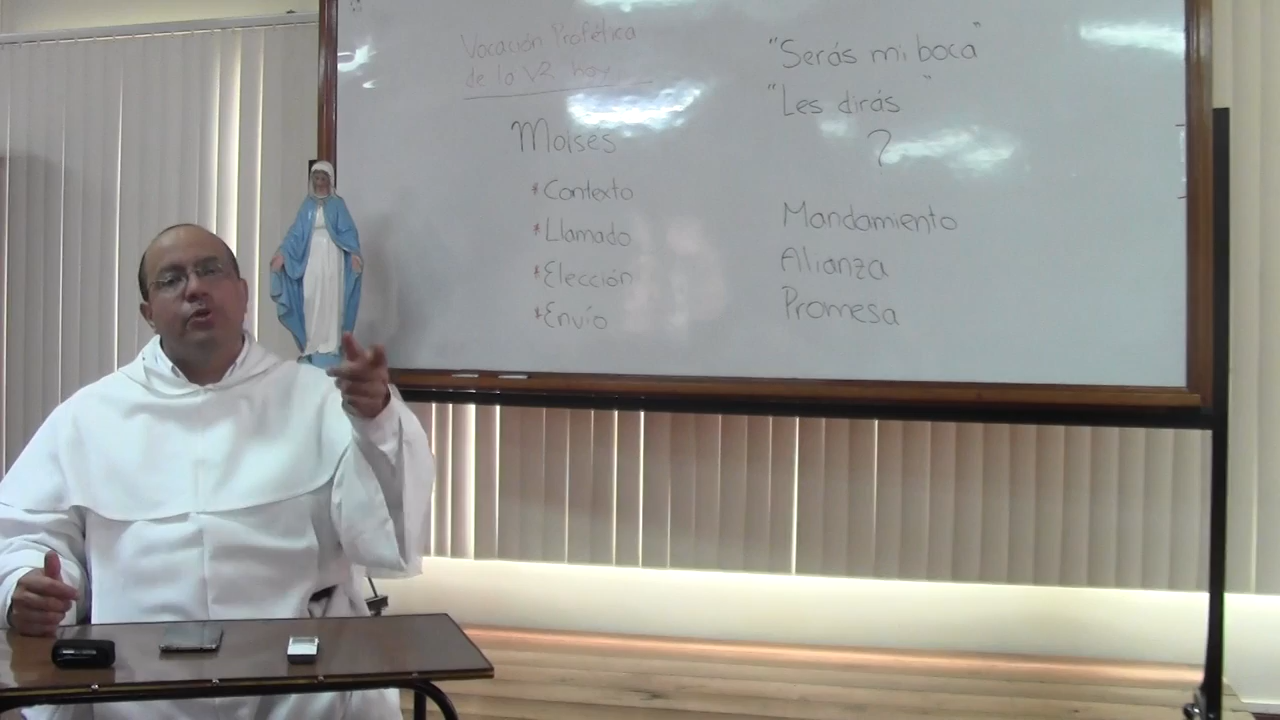 Vocación Profética
de la VR hoy:
Moisés
*Contexto
*Llamado
*Elección
*Envío
"Serás mi boca"
"Les dirás"
?
Mandamiento
Alianza
Promesa